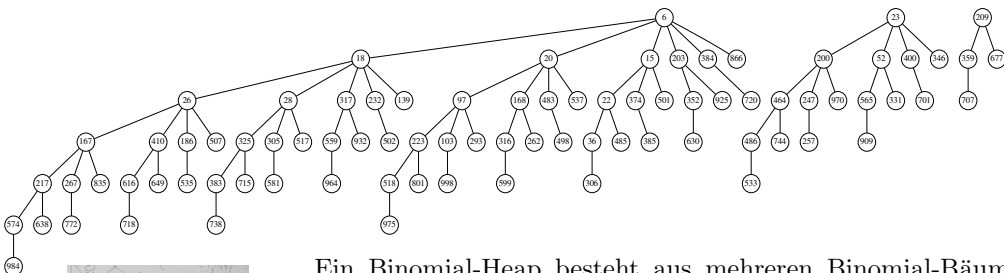 6 23 209
18 20 15 203 384 866 200 52 400 346 359 677
26 28 317 232 139 97 168 483 537 22 374 501 352 925 720 464 247 970 565 331 701 707
167 410 186 507 325 305 517 559 932 502 223 103 293 316 262 498 36 485 385 630 486 744 257 909
217 267 835 616 649 535 383 715 581 964 518 801 998 599 306 533
574 638 772 718 738 975
984
Ein Binomial-Heap besteht aus mehreren Binomial-Bäum